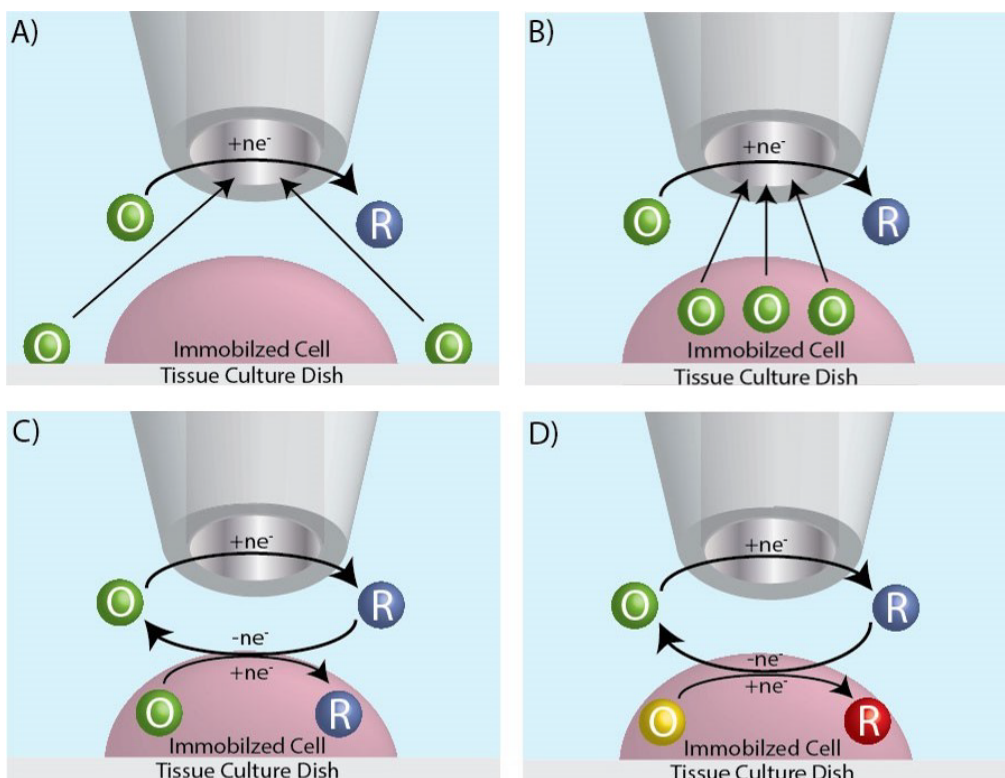 A)
+ne-
O
R
O
O
Immobilzed Cell
Tissue Culture Dish
B)
+ne-
O
R
O O O
Immobilzed Cell
Tissue Culture Dish
C)
+ne-
O
R
-ne-
+ne-
O
R
Immobilzed Cell
Tissue Culture Dish
D)
+ne-
O
R
-ne-
+ne-
O
R
Immobilzed Cell
Tissue Culture Dish